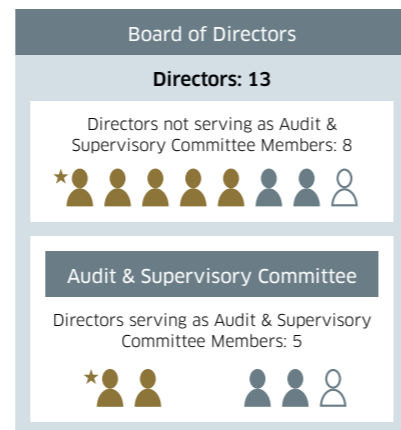 Board of Directors
Directors: 13
Directors not serving as Audit &
Supervisory Committee Members: 8
Audit & Supervisory Committee
Directors serving as Audit & Supervisory
Committee Members: 5